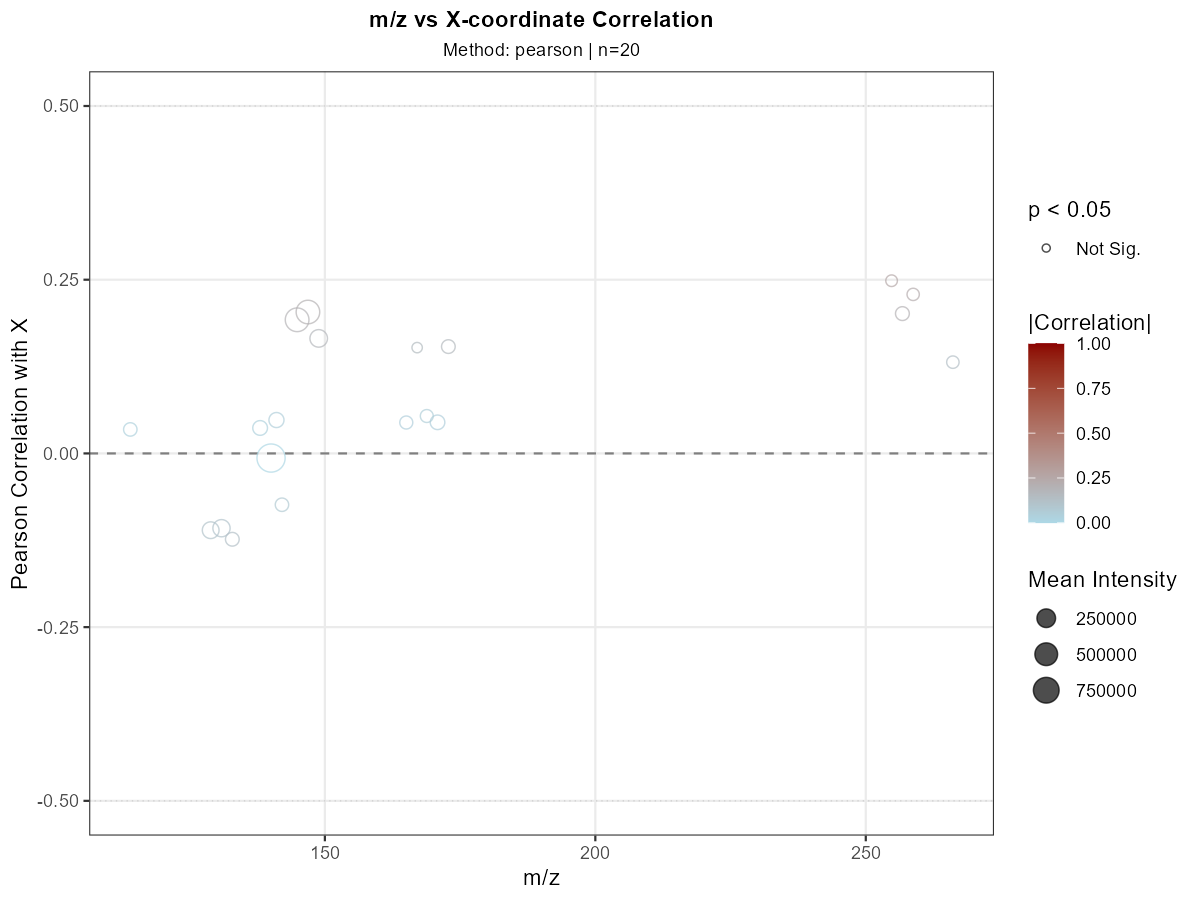 m/z vs X-coordinate Correlation
Method: pearson | n=20
Pearson Correlation with X
0.50
0.25
0.00
-0.25
-0.50
150
200
250
m/z
p < 0.05
Not Sig.
|Correlation|
1.00
0.75
0.50
0.25
0.00
Mean Intensity
250000
500000
750000